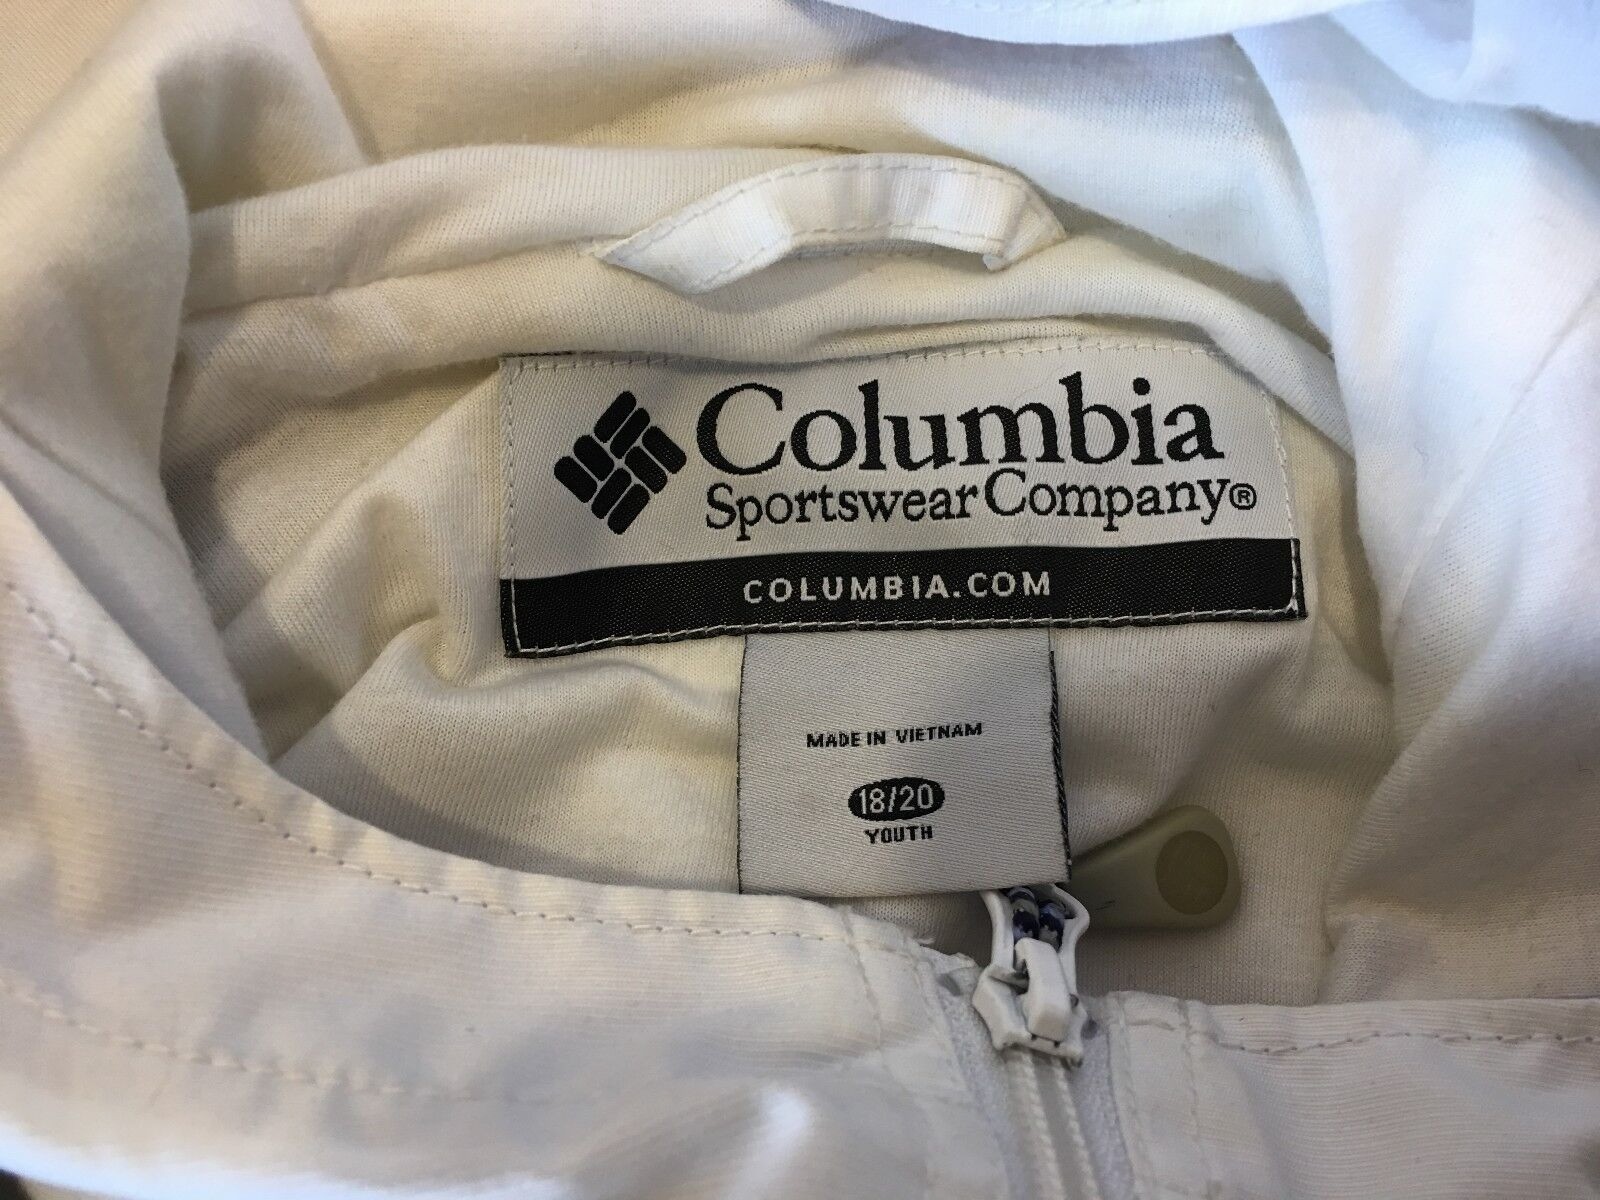 Columbia
Sportswear Company®
COLUMBIA.COM
MADE IN VIETNAM
18/20
YOUTH